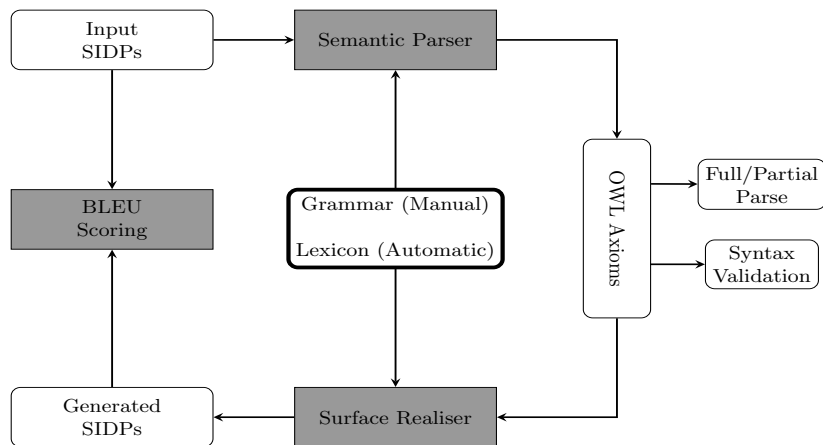 Input
SIDPs
Semantic Parser
BLEU
Scoring
Grammar (Manual)
Lexicon (Automatic)
OWL Axioms
Full/Partial
Parse
Syntax
Validation
Generated
SIDPs
Surface Realiser